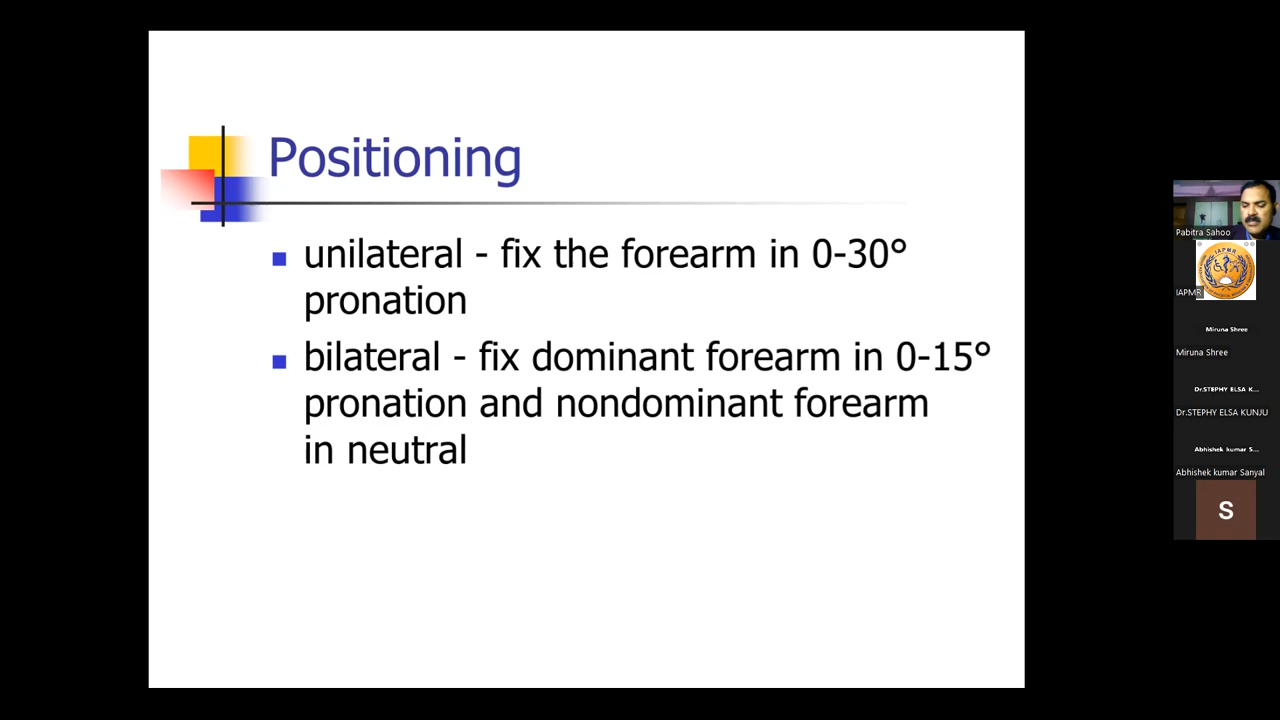 Positioning
unilateral - fix the forearm in 0-30°
pronation
bilateral - fix dominant forearm in 0-15°
pronation and nondominant forearm
in neutral
Pabitra Sahoo
IAPMR
IAPMR
Miruna Shree
Miruna Shree
Dr.STEPHY ELSA K...
Dr.STEPHY ELSA KUNJU
Abhishek kumar S...
Abhishek kumar Sanyal
S